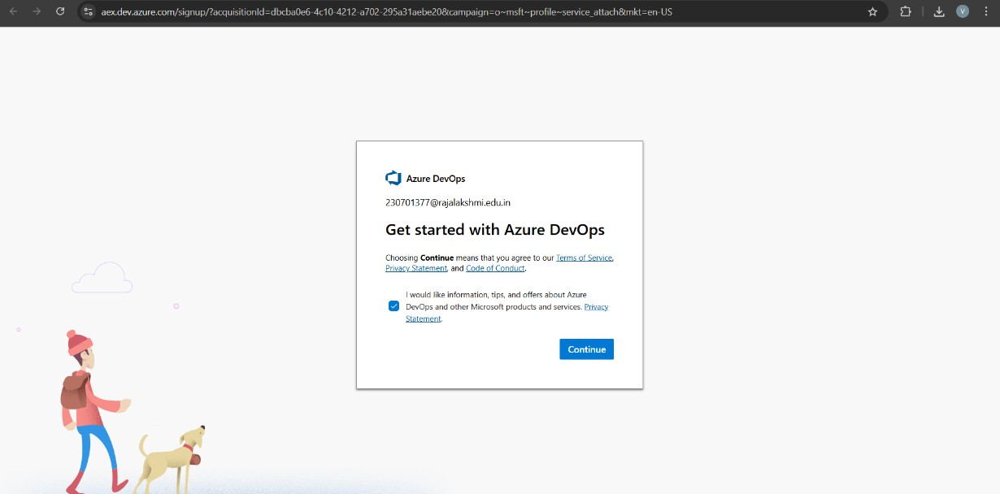 aex.dev.azure.com/signup/?acquisitionId=dbcba0e6-4c10-4212-a702-295a31aebe20&campaign=o~msft~profile~service_attach&mkt=en-US
V
Azure DevOps
230701377@rajalakshmi.edu.in
Get started with Azure DevOps
Choosing Continue means that you agree to our Terms of Service,
Privacy Statement, and Code of Conduct.
I would like information, tips, and offers about Azure
DevOps and other Microsoft products and services. Privacy
Statement.
Continue